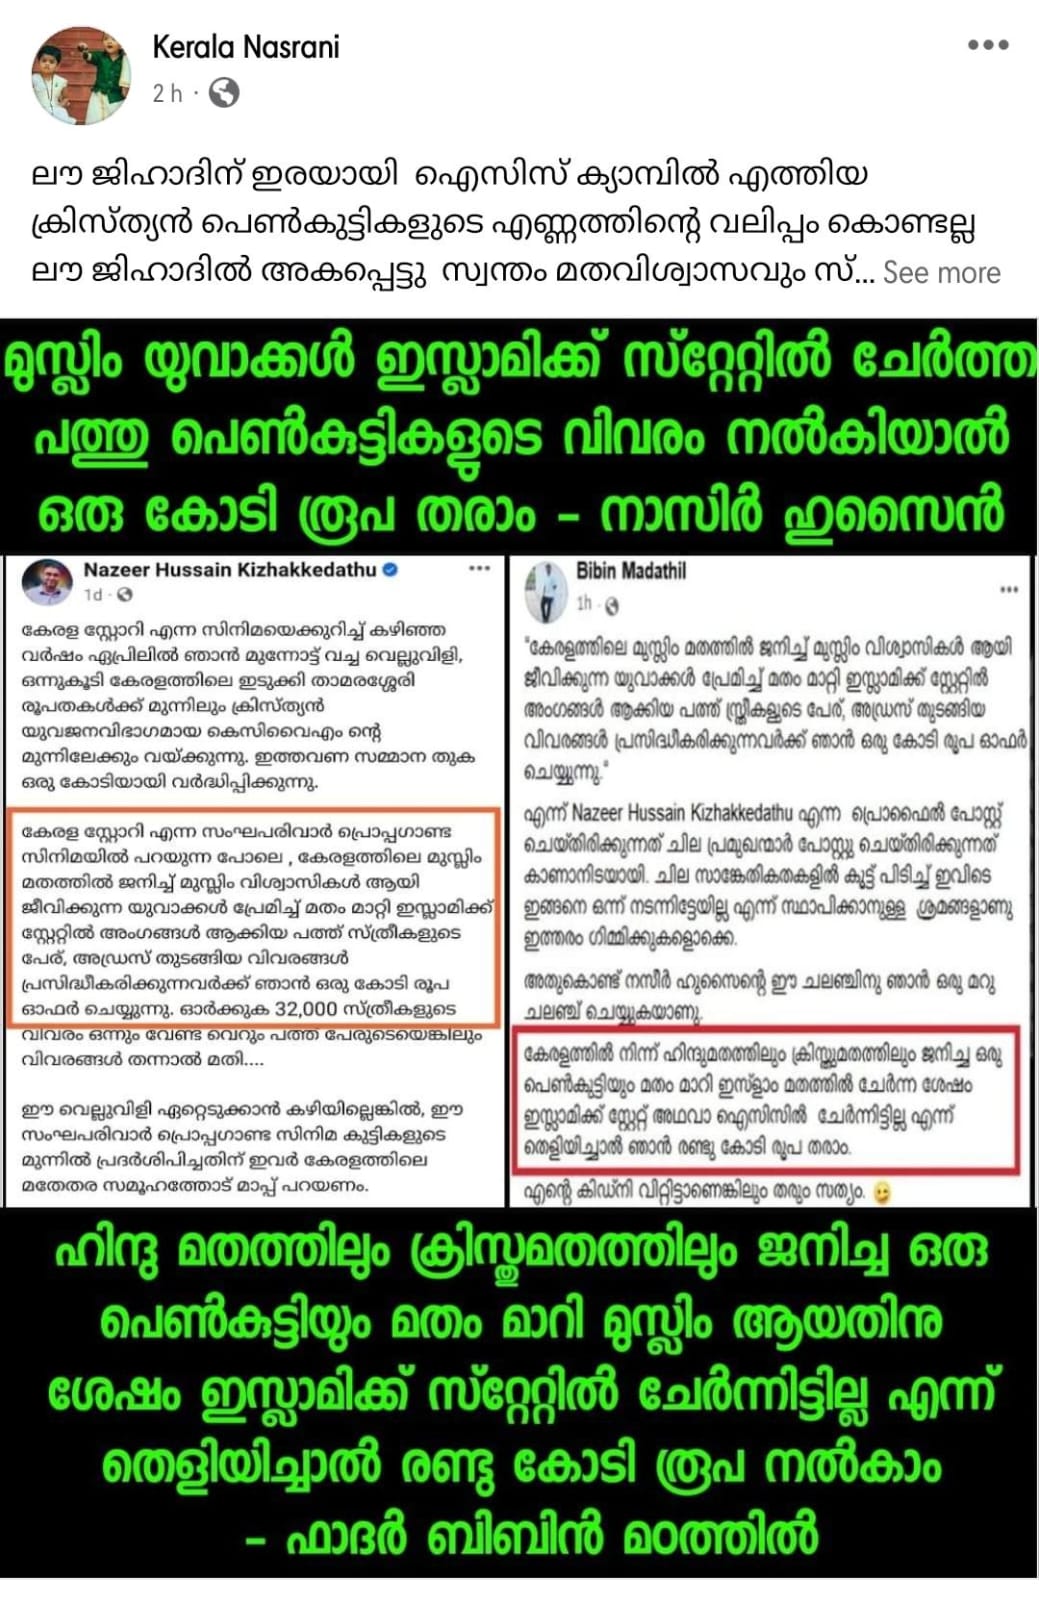 Kerala Nasrani
2 h ·
ലൗ ജിഹാദിന് ഇരയായി ഐസിസ് ക്യാമ്പിൽ എത്തിയ
ക്രിസ്ത്യൻ പെൺകുട്ടികളുടെ എണ്ണത്തിന്റെ വലിപ്പം കൊണ്ടല്ല
ലൗ ജിഹാദിൽ അകപ്പെട്ടു സ്വന്തം മതവിശ്വാസവും സ്... See more
മുസ്ലിം യുവാക്കൾ ഇസ്ലാമിക്ക് സ്റ്റേറ്റിൽ ചേർത്ത
പത്തു പെൺകുട്ടികളുടെ വിവരം നൽകിയാൽ
ഒരു കോടി രൂപ തരാം – നാസിർ ഹുസൈൻ
Nazeer Hussain Kizhakkedathu
1d ·
കേരള സ്റ്റോറി എന്ന സിനിമയെക്കുറിച്ച് കഴിഞ്ഞ
വർഷം ഏപ്രിലിൽ ഞാൻ മുന്നോട്ട് വച്ച വെല്ലുവിളി,
ഒന്നുകൂടി കേരളത്തിലെ ഇടുക്കി താമരശ്ശേരി
രൂപതകൾക്ക് മുന്നിലും ക്രിസ്ത്യൻ
യുവജനവിഭാഗമായ കെസിവൈഎം ന്റെ
മുന്നിലേക്കും വയ്ക്കുന്നു. ഇത്തവണ സമ്മാന തുക
ഒരു കോടിയായി വർദ്ധിപ്പിക്കുന്നു.
കേരള സ്റ്റോറി എന്ന സംഘപരിവാർ പ്രൊപ്പഗാണ്ട
സിനിമയിൽ പറയുന്ന പോലെ , കേരളത്തിലെ മുസ്ലിം
മതത്തിൽ ജനിച്ച് മുസ്ലിം വിശ്വാസികൾ ആയി
ജീവിക്കുന്ന യുവാക്കൾ പ്രേമിച്ച് മതം മാറ്റി ഇസ്ലാമിക്ക്
സ്റ്റേറ്റിൽ അംഗങ്ങൾ ആക്കിയ പത്ത് സ്ത്രീകളുടെ
പേര്, അഡ്രസ് തുടങ്ങിയ വിവരങ്ങൾ
പ്രസിദ്ധീകരിക്കുന്നവർക്ക് ഞാൻ ഒരു കോടി രൂപ
ഓഫർ ചെയ്യുന്നു. ഓർക്കുക 32,000 സ്ത്രീകളുടെ
വിവരം ഒന്നും വേണ്ട വെറും പത്ത് പേരുടെയെങ്കിലും
വിവരങ്ങൾ തന്നാൽ മതി....
ഈ വെല്ലുവിളി ഏറ്റെടുക്കാൻ കഴിയില്ലെങ്കിൽ, ഈ
സംഘപരിവാർ പ്രൊപ്പഗാണ്ട സിനിമ കുട്ടികളുടെ
മുന്നിൽ പ്രദർശിപിച്ചതിന് ഇവർ കേരളത്തിലെ
മതേതര സമൂഹത്തോട് മാപ്പ് പറയണം.
Bibin Madathil
1h ·
"കേരളത്തിലെ മുസ്ലിം മതത്തിൽ ജനിച്ച് മുസ്ലിം വിശ്വാസികൾ ആയി
ജീവിക്കുന്ന യുവാക്കൾ പ്രേമിച്ച് മതം മാറ്റി ഇസ്ലാമിക്ക് സ്റ്റേറ്റിൽ
അംഗങ്ങൾ ആക്കിയ പത്ത് സ്ത്രീകളുടെ പേര്, അഡ്രസ് തുടങ്ങിയ
വിവരങ്ങൾ പ്രസിദ്ധീകരിക്കുന്നവർക്ക് ഞാൻ ഒരു കോടി രൂപ ഓഫർ
ചെയ്യുന്നു."
എന്ന് Nazeer Hussain Kizhakkedathu എന്ന പ്രൊഫൈൽ പോസ്റ്റ്
ചെയ്തിരിക്കുന്നത് ചില പ്രമുഖന്മാർ പോസ്റ്റു ചെയ്തിരിക്കുന്നത്
കാണാനിടയായി. ചില സാങ്കേതികതകളിൽ കൂട്ട് പിടിച്ച് ഇവിടെ
ഇങ്ങനെ ഒന്ന് നടന്നിട്ടേയില്ല എന്ന് സ്ഥാപിക്കാനുള്ള ശ്രമങ്ങളാണു
ഇത്തരം ഗിമ്മിക്കുകളൊക്കെ.
അതുകൊണ്ട് നസീർ ഹുസൈന്റെ ഈ ചലഞ്ചിനു ഞാൻ ഒരു മറു
ചലഞ്ച് ചെയ്യുകയാണു.
കേരളത്തിൽ നിന്ന് ഹിന്ദുമതത്തിലും ക്രിസ്തുമതത്തിലും ജനിച്ച ഒരു
പെൺകുട്ടിയും മതം മാറി ഇസ്ളാം മതത്തിൽ ചേർന്ന ശേഷം
ഇസ്ലാമിക്ക് സ്റ്റേറ്റ് അഥവാ ഐസിസിൽ ചേർന്നിട്ടില്ല എന്ന്
തെളിയിച്ചാൽ ഞാൻ രണ്ടു കോടി രൂപ തരാം.
എന്റെ കിഡ്നി വിറ്റിട്ടാണെങ്കിലും തരും സത്യം. 😉
ഹിന്ദു മതത്തിലും ക്രിസ്തുമതത്തിലും ജനിച്ച ഒരു
പെൺകുട്ടിയും മതം മാറി മുസ്ലിം ആയതിനു
ശേഷം ഇസ്ലാമിക്ക് സ്റ്റേറ്റിൽ ചേർന്നിട്ടില്ല എന്ന്
തെളിയിച്ചാൽ രണ്ടു കോടി രൂപ നൽകാം
– ഫാദർ ബിബിൻ മഠത്തിൽ